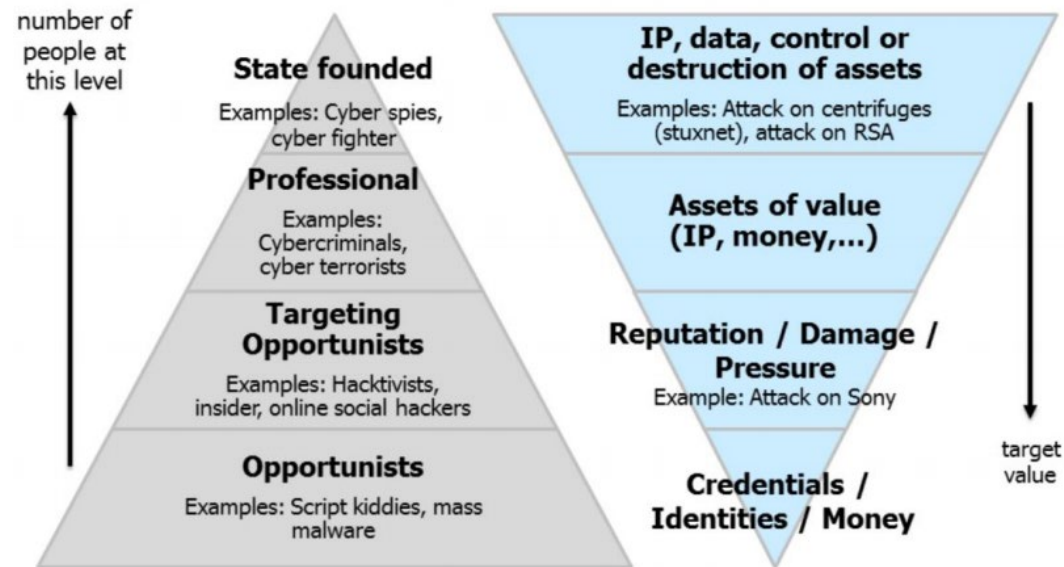 number of
people at
this level
State founded
Examples: Cyber spies,
cyber fighter
Professional
Examples:
Cybercriminals,
cyber terrorists
Targeting
Opportunists
Examples: Hacktivists,
insider, online social hackers
Opportunists
Examples: Script kiddies, mass
malware
IP, data, control or
destruction of assets
Examples: Attack on centrifuges
(stuxnet), attack on RSA
Assets of value
(IP, money,...)
Reputation / Damage /
Pressure
Example: Attack on Sony
Credentials /
Identities / Money
target
value